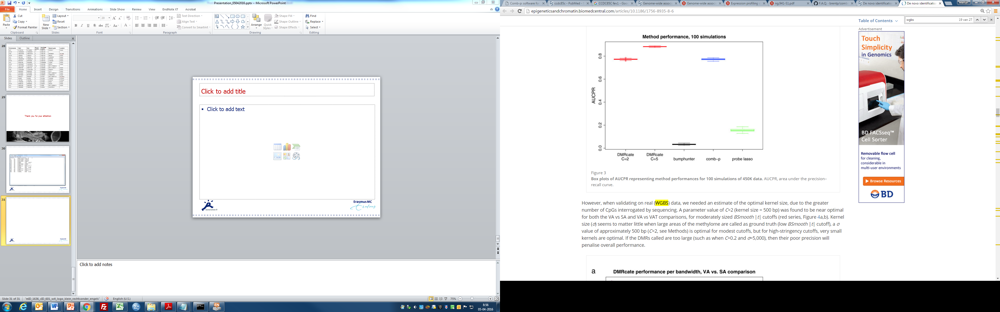 Presentation_05042016.pptx - Microsoft PowerPoint
File Home Insert Design Transitions Animations Slide Show Review View EndNote X7 Acrobat
Paste
Cut
Copy
Format Painter
Clipboard
New
Slide
Layout
Reset
Section
Slides
20
Font
Paragraph
Text Direction
Align Text
Convert to SmartArt
Arrange
Quick
Styles
Shape Fill
Shape Outline
Shape Effects
Drawing
Find
Replace
Select
Editing
Slides Outline
28
29
Thank you for your attention
30
31
Click to add title
Click to add text
Generation R
Erasmus MC
Erasmus
Click to add notes
Slide 31 of 31
"mID_1636_cID_601_wit_logo_klein_rechtsonder_engels"
English (U.S.)
75%
EN
8:56
05-04-2016
Comb-p: software for
ccdc85c - PubMed -
CCDC85C fev1 - Goo
Genome-wide associ
Genome-wide associ
Expression profiling
ng.941-S1.pdf
F.A.Q. · brentp/comb
De novo identificatio
De novo identificatio
Martijn
epigeneticsandchromatin.biomedcentral.com/articles/10.1186/1756-8935-8-6
Table of Contents
wgbs
19 van 27
Method performance, 100 simulations
AUCPR
0.8
0.6
0.4
0.2
0.0
DMRcate
C=2
DMRcate
C=5
bumphunter
comb-p
probe lasso
Figure 3
Box plots of AUCPR representing method performances for 100 simulations of 450K data. AUCPR, area under the precision–
recall curve.
However, when validating on real (WGBS) data, we needed an estimate of the optimal kernel size, due to the greater
number of CpGs interrogated by sequencing. A parameter value of C=2 (kernel size = 500 bp) was found to be near optimal
for both the VA vs SA and VA vs VAT comparisons, for moderately sized BSmooth |t| cutoffs (red series, Figure 4a,b). Kernel
size (σ) seems to matter little when large areas of the methylome are called as ground truth (low BSmooth |t| cutoff), a σ
value of approximately 500 bp (C=2, see Methods) is optimal for modest cutoffs, but for high-stringency cutoffs, very small
kernels are optimal. If the DMRs called are too large (such as when C=0.2 and σ=5,000), then their poor precision will
penalise overall performance.
a
DMRcate performance per bandwidth, VA vs. SA comparison
Advertisement
Touch
Simplicity
in Genomics
BD FACSseq™
Cell Sorter
Removable flow cell
for cleaning,
considerable in
multi-user environments
Browse Resources
BD